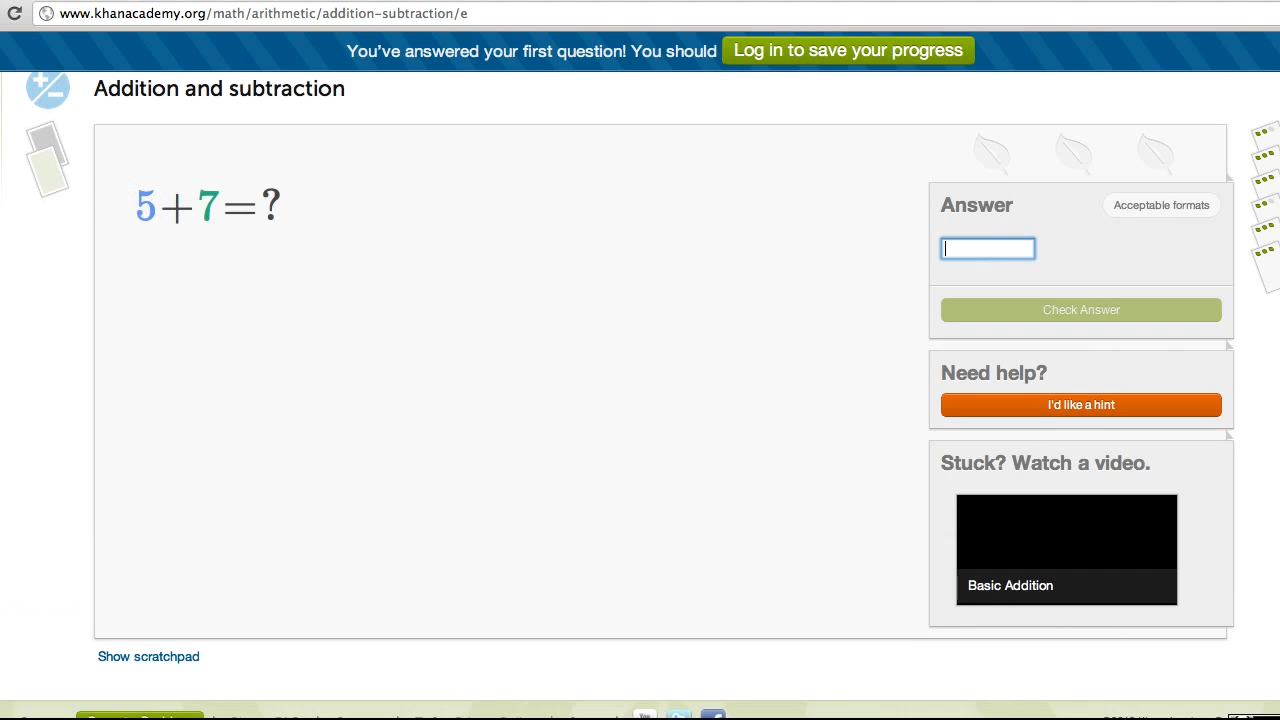 www.khanacademy.org/math/arithmetic/addition-subtraction/e
You've answered your first question! You should Log in to save your progress
Addition and subtraction
5+7=?
Answer
Acceptable formats
Check Answer
Need help?
I'd like a hint
Stuck? Watch a video.
Basic Addition
Show scratchpad